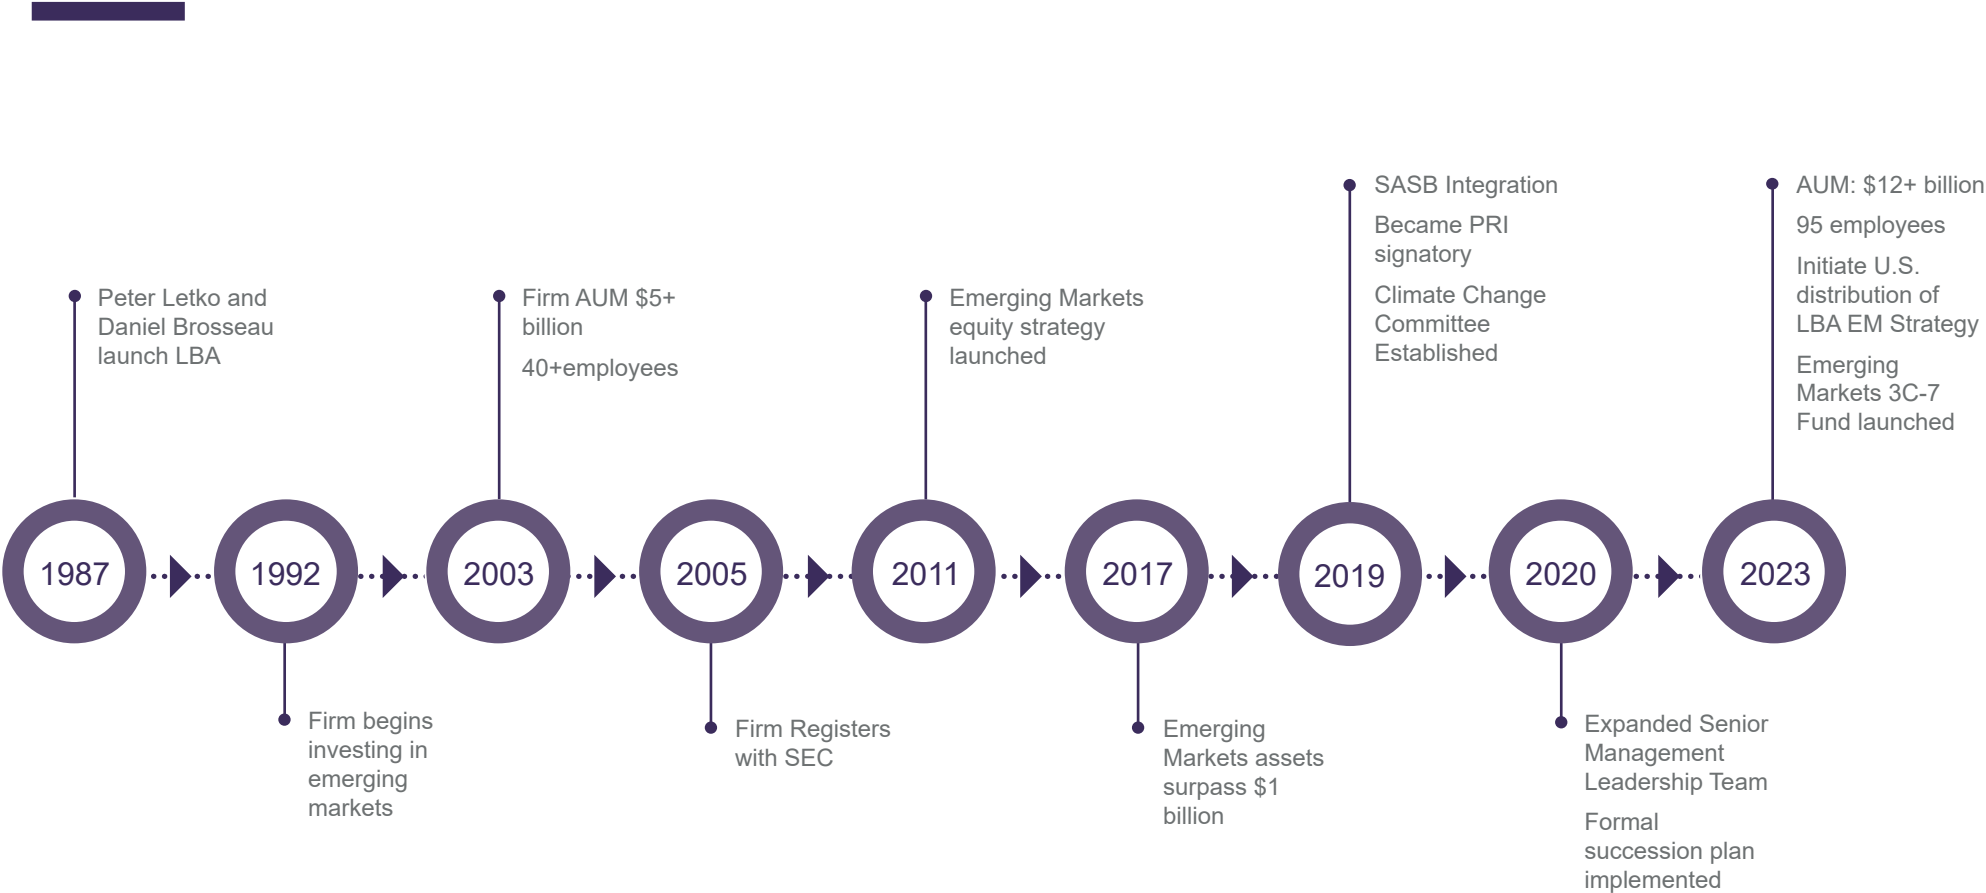 Peter Letko and
Daniel Brosseau
launch LBA
Firm AUM $5+
billion
40+employees
Emerging Markets
equity strategy
launched
SASB Integration
Became PRI
signatory
Climate Change
Committee
Established
AUM: $12+ billion
95 employees
Initiate U.S.
distribution of
LBA EM Strategy
Emerging
Markets 3C-7
Fund launched
1987
1992
2003
2005
2011
2017
2019
2020
2023
Firm begins
investing in
emerging
markets
Firm Registers
with SEC
Emerging
Markets assets
surpass $1
billion
Expanded Senior
Management
Leadership Team
Formal
succession plan
implemented